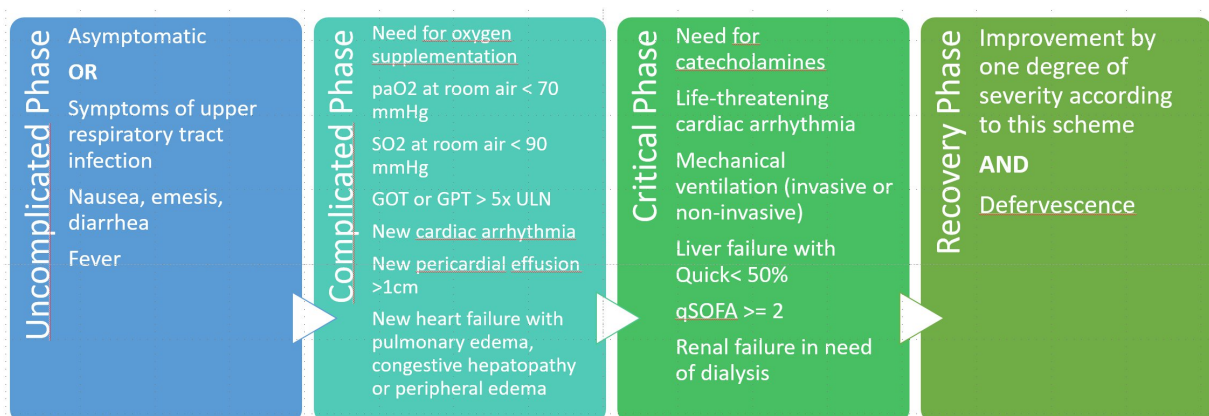 Uncomplicated Phase
Asymptomatic
OR
Symptoms of upper
respiratory tract
infection
Nausea, emesis,
diarrhea
Fever
Complicated Phase
Need for oxygen
supplementation
paO2 at room air < 70
mmHg
SO2 at room air < 90
mmHg
GOT or GPT > 5x ULN
New cardiac arrhythmia
New pericardial effusion
>1cm
New heart failure with
pulmonary edema,
congestive hepatopathy
or peripheral edema
Critical Phase
Need for
catecholamines
Life-threatening
cardiac arrhythmia
Mechanical
ventilation (invasive or
non-invasive)
Liver failure with
Quick< 50%
qSOFA >= 2
Renal failure in need
of dialysis
Recovery Phase
Improvement by
one degree of
severity according
to this scheme
AND
Defervescence